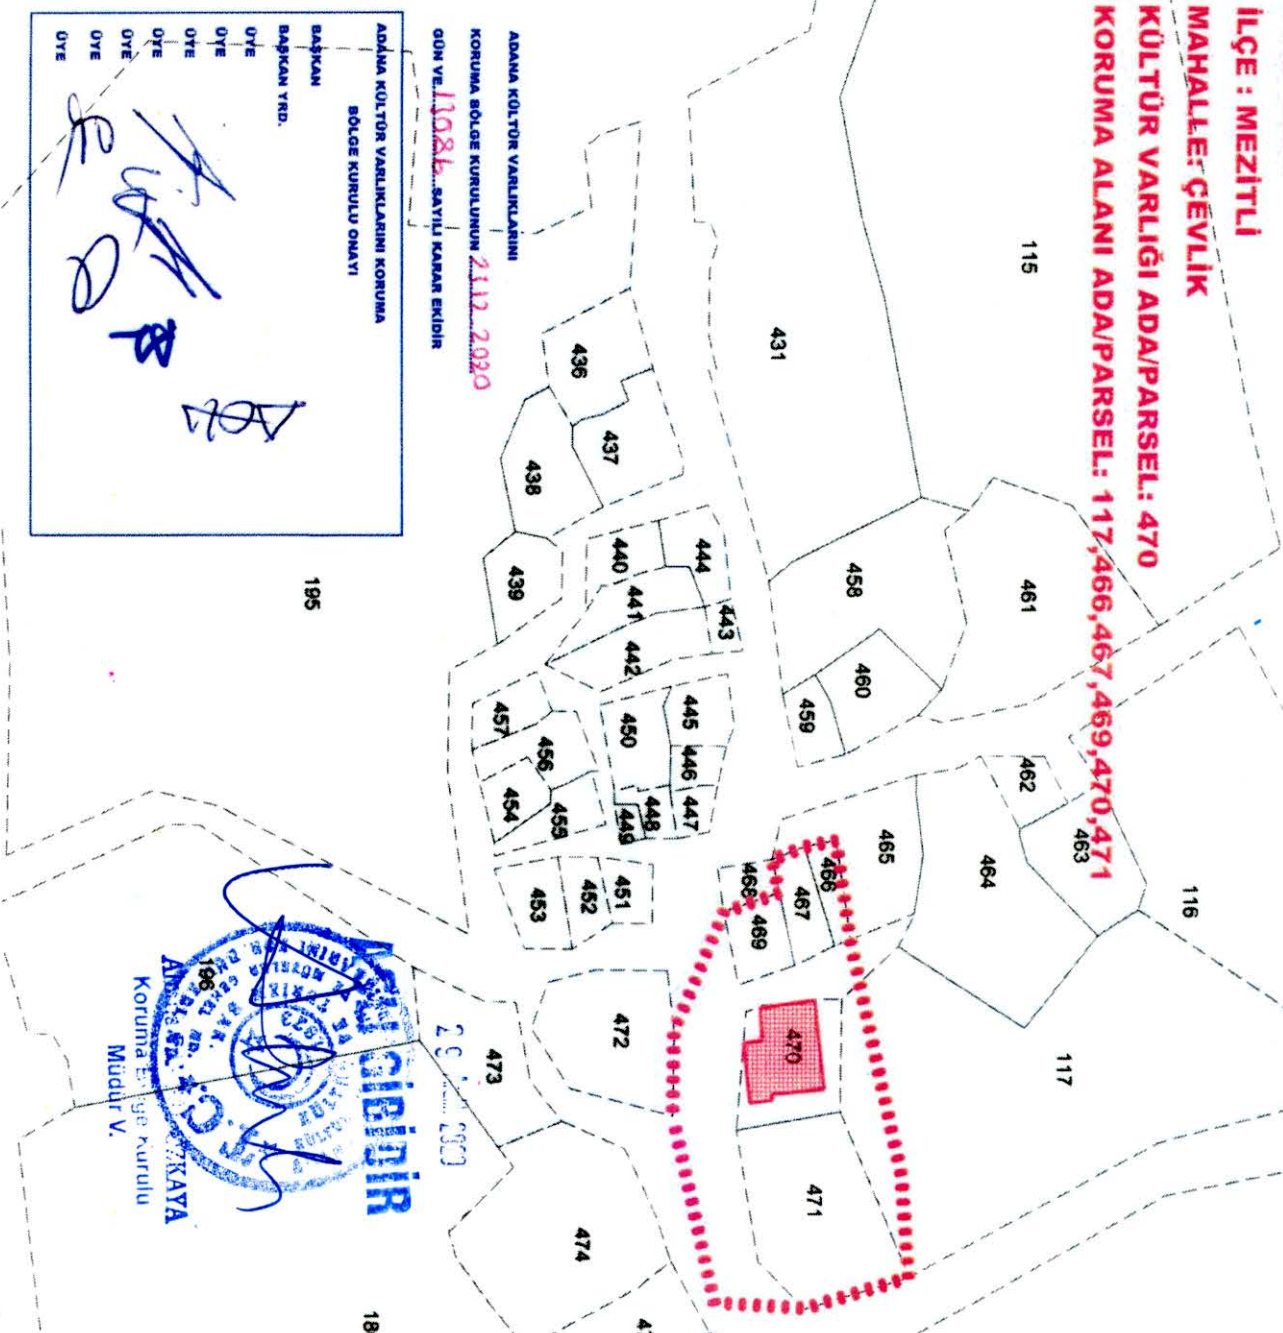 İLÇE : MEZİTLİ
MAHALLE: ÇEVLİK
KÜLTÜR VARLIĞI ADA/PARSEL: 470
KORUMA ALANI ADA/PARSEL: 117,466,467,469,470,471
115
116
117
431
461
458
460
459
462
463
464
465
466
467
468
469
470
471
436
437
438
439
440
441
442
443
444
445
446
447
448
449
450
451
452
453
454
455
456
457
472
473
474
195
196
18
ADANA KÜLTÜR VARLIKLARINI
KORUMA BÖLGE KURULUNUN 23.12.2020
GÜN VE 13086 SAYILI KARAR EKİDİR
ADANA KÜLTÜR VARLIKLARINI KORUMA
BÖLGE KURULU ONAYI
BAŞKAN
BAŞKAN YRD.
ÜYE
ÜYE
ÜYE
ÜYE
ÜYE
ÜYE
ÜYE
ASLI GİBİDİR
T.C.
Koruma Kurulu
Müdür V.